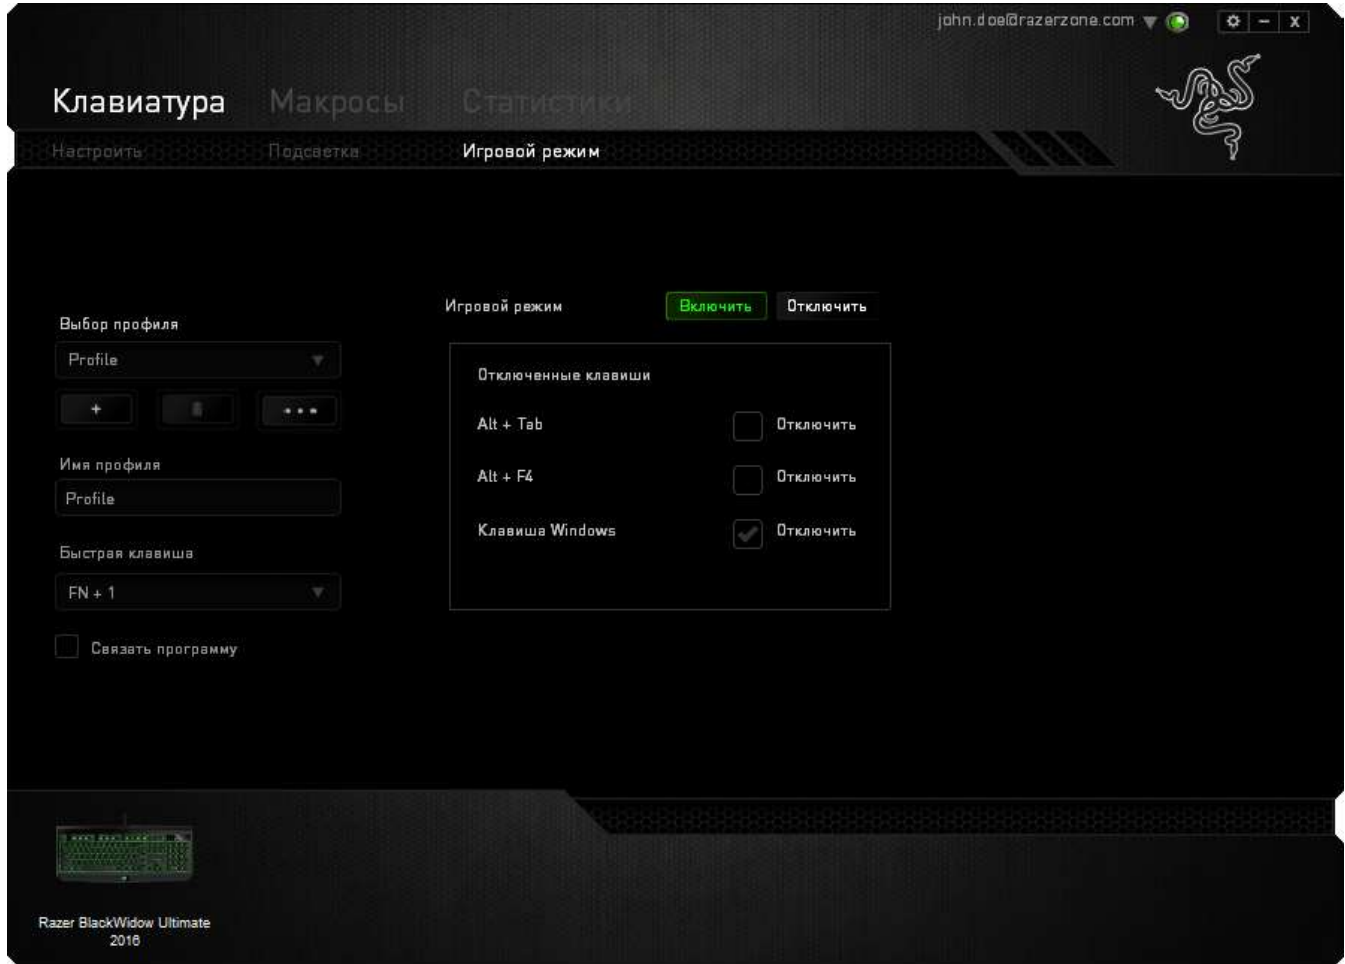 john.doe@razerzone.com
Клавиатура Макросы Статистики
Настроить Подсветка Игровой режим
Игровой режим Включить Отключить
Выбор профиля
Profile
Имя профиля
Profile
Быстрая клавиша
FN + 1
Связать программу
Отключенные клавиши
Alt + Tab Отключить
Alt + F4 Отключить
Клавиша Windows Отключить
Razer BlackWidow Ultimate
2016